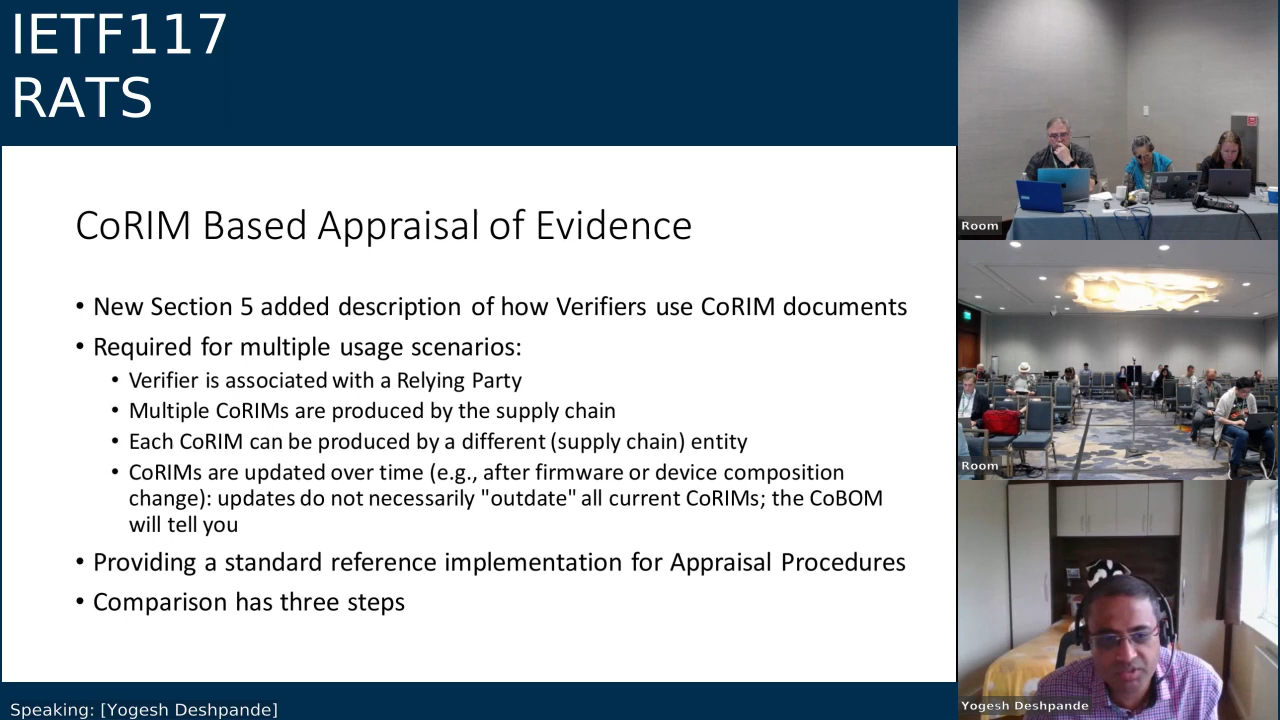 IETF117
RATS
CoRIM Based Appraisal of Evidence
• New Section 5 added description of how Verifiers use CoRIM documents
• Required for multiple usage scenarios:
• Verifier is associated with a Relying Party
• Multiple CoRIMs are produced by the supply chain
• Each CoRIM can be produced by a different (supply chain) entity
• CoRIMs are updated over time (e.g., after firmware or device composition
change): updates do not necessarily "outdate" all current CoRIMs; the CoBOM
will tell you
• Providing a standard reference implementation for Appraisal Procedures
• Comparison has three steps
Speaking: [Yogesh Deshpande]
Room
Room
Yogesh Deshpande